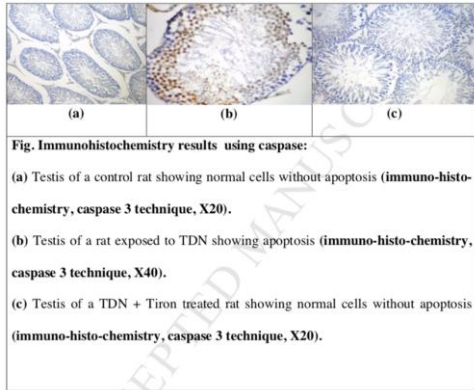 (a) (b) (c)
Fig. Immunohistochemistry results using caspase:
(a) Testis of a control rat showing normal cells without apoptosis (immuno-histo-
chemistry, caspase 3 technique, X20).
(b) Testis of a rat exposed to TDN showing apoptosis (immuno-histo-chemistry,
caspase 3 technique, X40).
(c) Testis of a TDN + Tiron treated rat showing normal cells without apoptosis
(immuno-histo-chemistry, caspase 3 technique, X20).
EPTED MANUSC